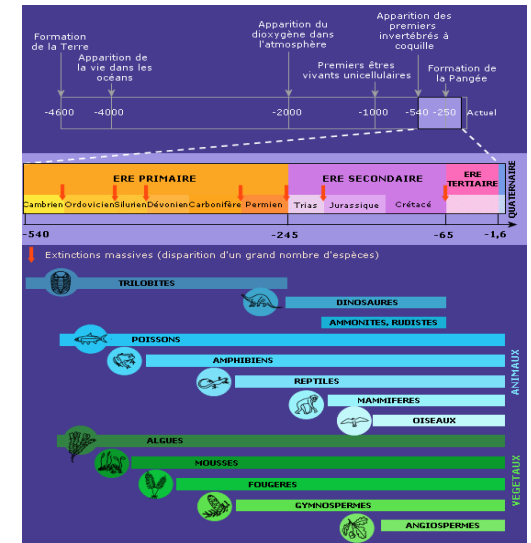 Formation
de la Terre
Apparition de
la vie dans les
océans
Apparition du
dioxygène dans
l'atmosphère
Premiers êtres
vivants unicellulaires
Apparition des
premiers
invertébrés à
coquille
Formation de
la Pangée
-4600
-4000
-2000
-1000
-540
-250
Actuel
ERE PRIMAIRE
ERE SECONDAIRE
ERE
TERTIAIRE
QUATERNAIRE
Cambrien
Ordovicien
Silurien
Dévonien
Carbonifère
Permien
Trias
Jurassique
Crétacé
-540
-245
-65
-1,6
Extinctions massives (disparition d'un grand nombre d'espèces)
TRILOBITES
DINOSAURES
AMMONITES, RUDISTES
POISSONS
AMPHIBIENS
REPTILES
MAMMIFERES
OISEAUX
ANIMAUX
ALGUES
MOUSSES
FOUGERES
GYMNOSPERMES
ANGIOSPERMES
VEGETAUX